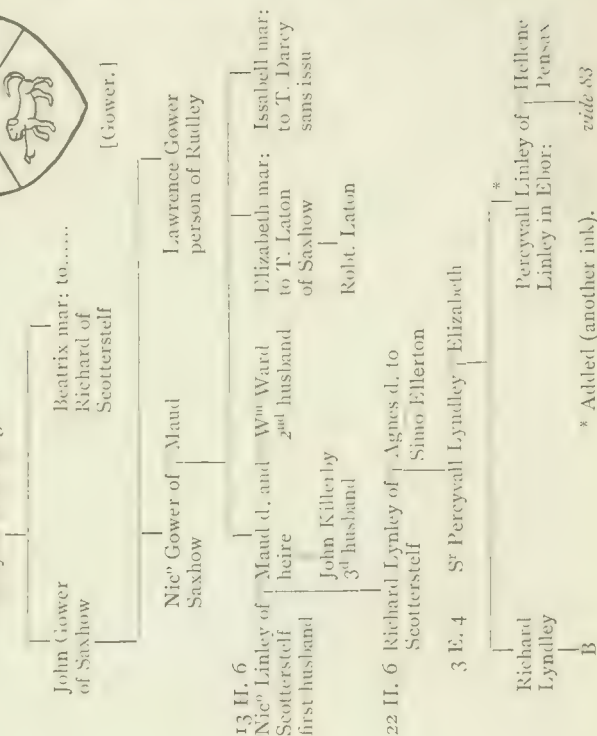 [Gower.]
John Gower
of Saxhow
Beatrix mar: to......
Richard of
Scotterstelf
Nicº Gower of
Saxhow
Maud
Lawrence Gower
person of Rudley
13 H. 6
Nicº Linley of
Scotterstelf
first husband
Maud d. and
heire
Wᵐ Ward
2ⁿᵈ husband
John Killerby
3ᵈ husband
Elizabeth mar:
to T. Laton
of Saxhow
Robt. Laton
Issabell mar:
to T. Darcy
sans issu
22 H. 6
Richard Lynley of
Scotterstelf
Agnes d. to
Simo Ellerton
3 E. 4
Sʳ Percyvall Lyndley
Elizabeth
Richard
Lyndley
B
*
Percyvall Linley of
Linley in Ebor:
Hellene
Pensax
vide 83
* Added (another ink).